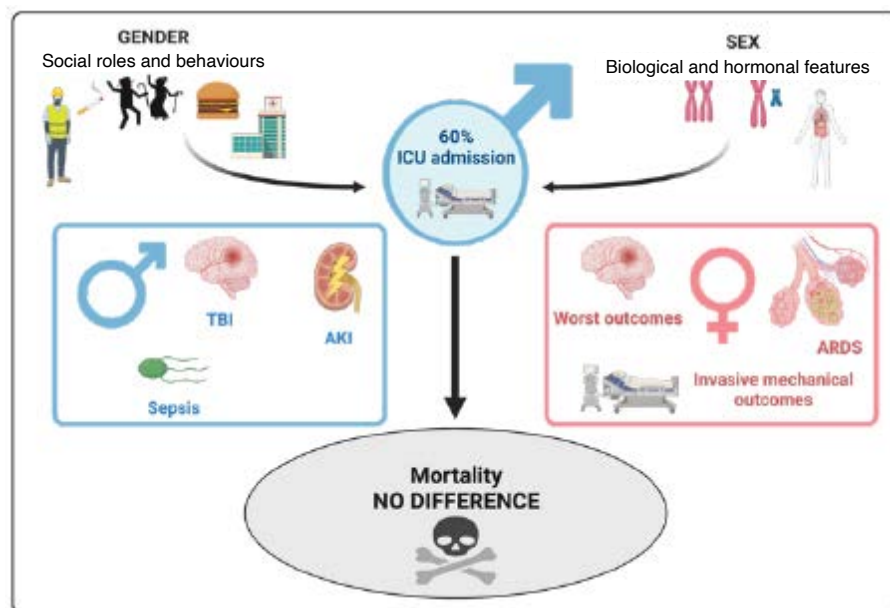 GENDER
Social roles and behaviours
SEX
Biological and hormonal features
60%
ICU admission
TBI
AKI
Sepsis
Worst outcomes
ARDS
Invasive mechanical
outcomes
Mortality
NO DIFFERENCE